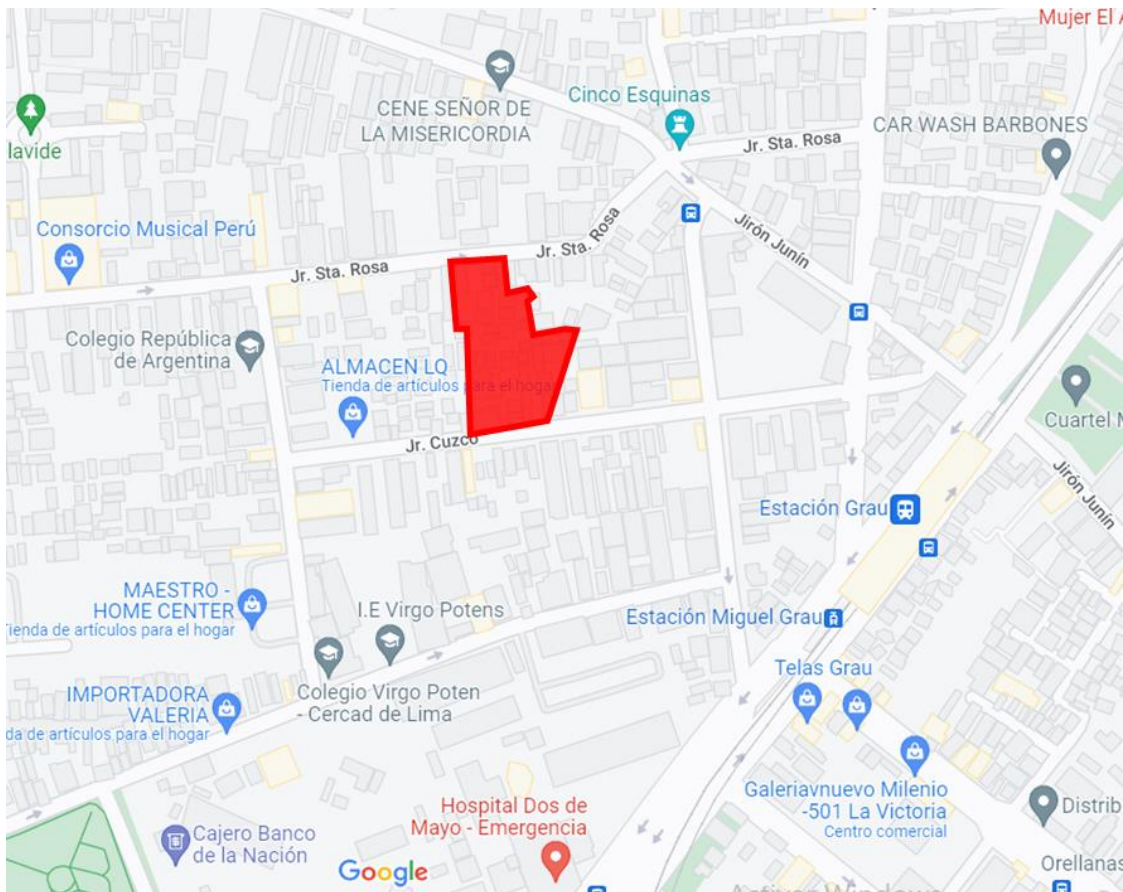 Mujer El A
Cinco Esquinas
CENE SEÑOR DE
LA MISERICORDIA
CAR WASH BARBONES
Jr. Sta. Rosa
lavide
Consorcio Musical Perú
Jr. Sta. Rosa
Jr. Sta. Rosa
Jirón Junín
Colegio República
de Argentina
ALMACEN LQ
Tienda de artículos para el hogar
Cuartel M
Jr. Cuzco
Jirón Junín
Estación Grau
MAESTRO -
HOME CENTER
Tienda de artículos para el hogar
I.E Virgo Potens
Estación Miguel Grau
Telas Grau
Colegio Virgo Poten
- Cercad de Lima
IMPORTADORA
VALERIA
da de artículos para el hogar
Galeriavnuevo Milenio
-501 La Victoria
Centro comercial
Hospital Dos de
Mayo - Emergencia
Distrib
Cajero Banco
de la Nación
Google
Orellanas